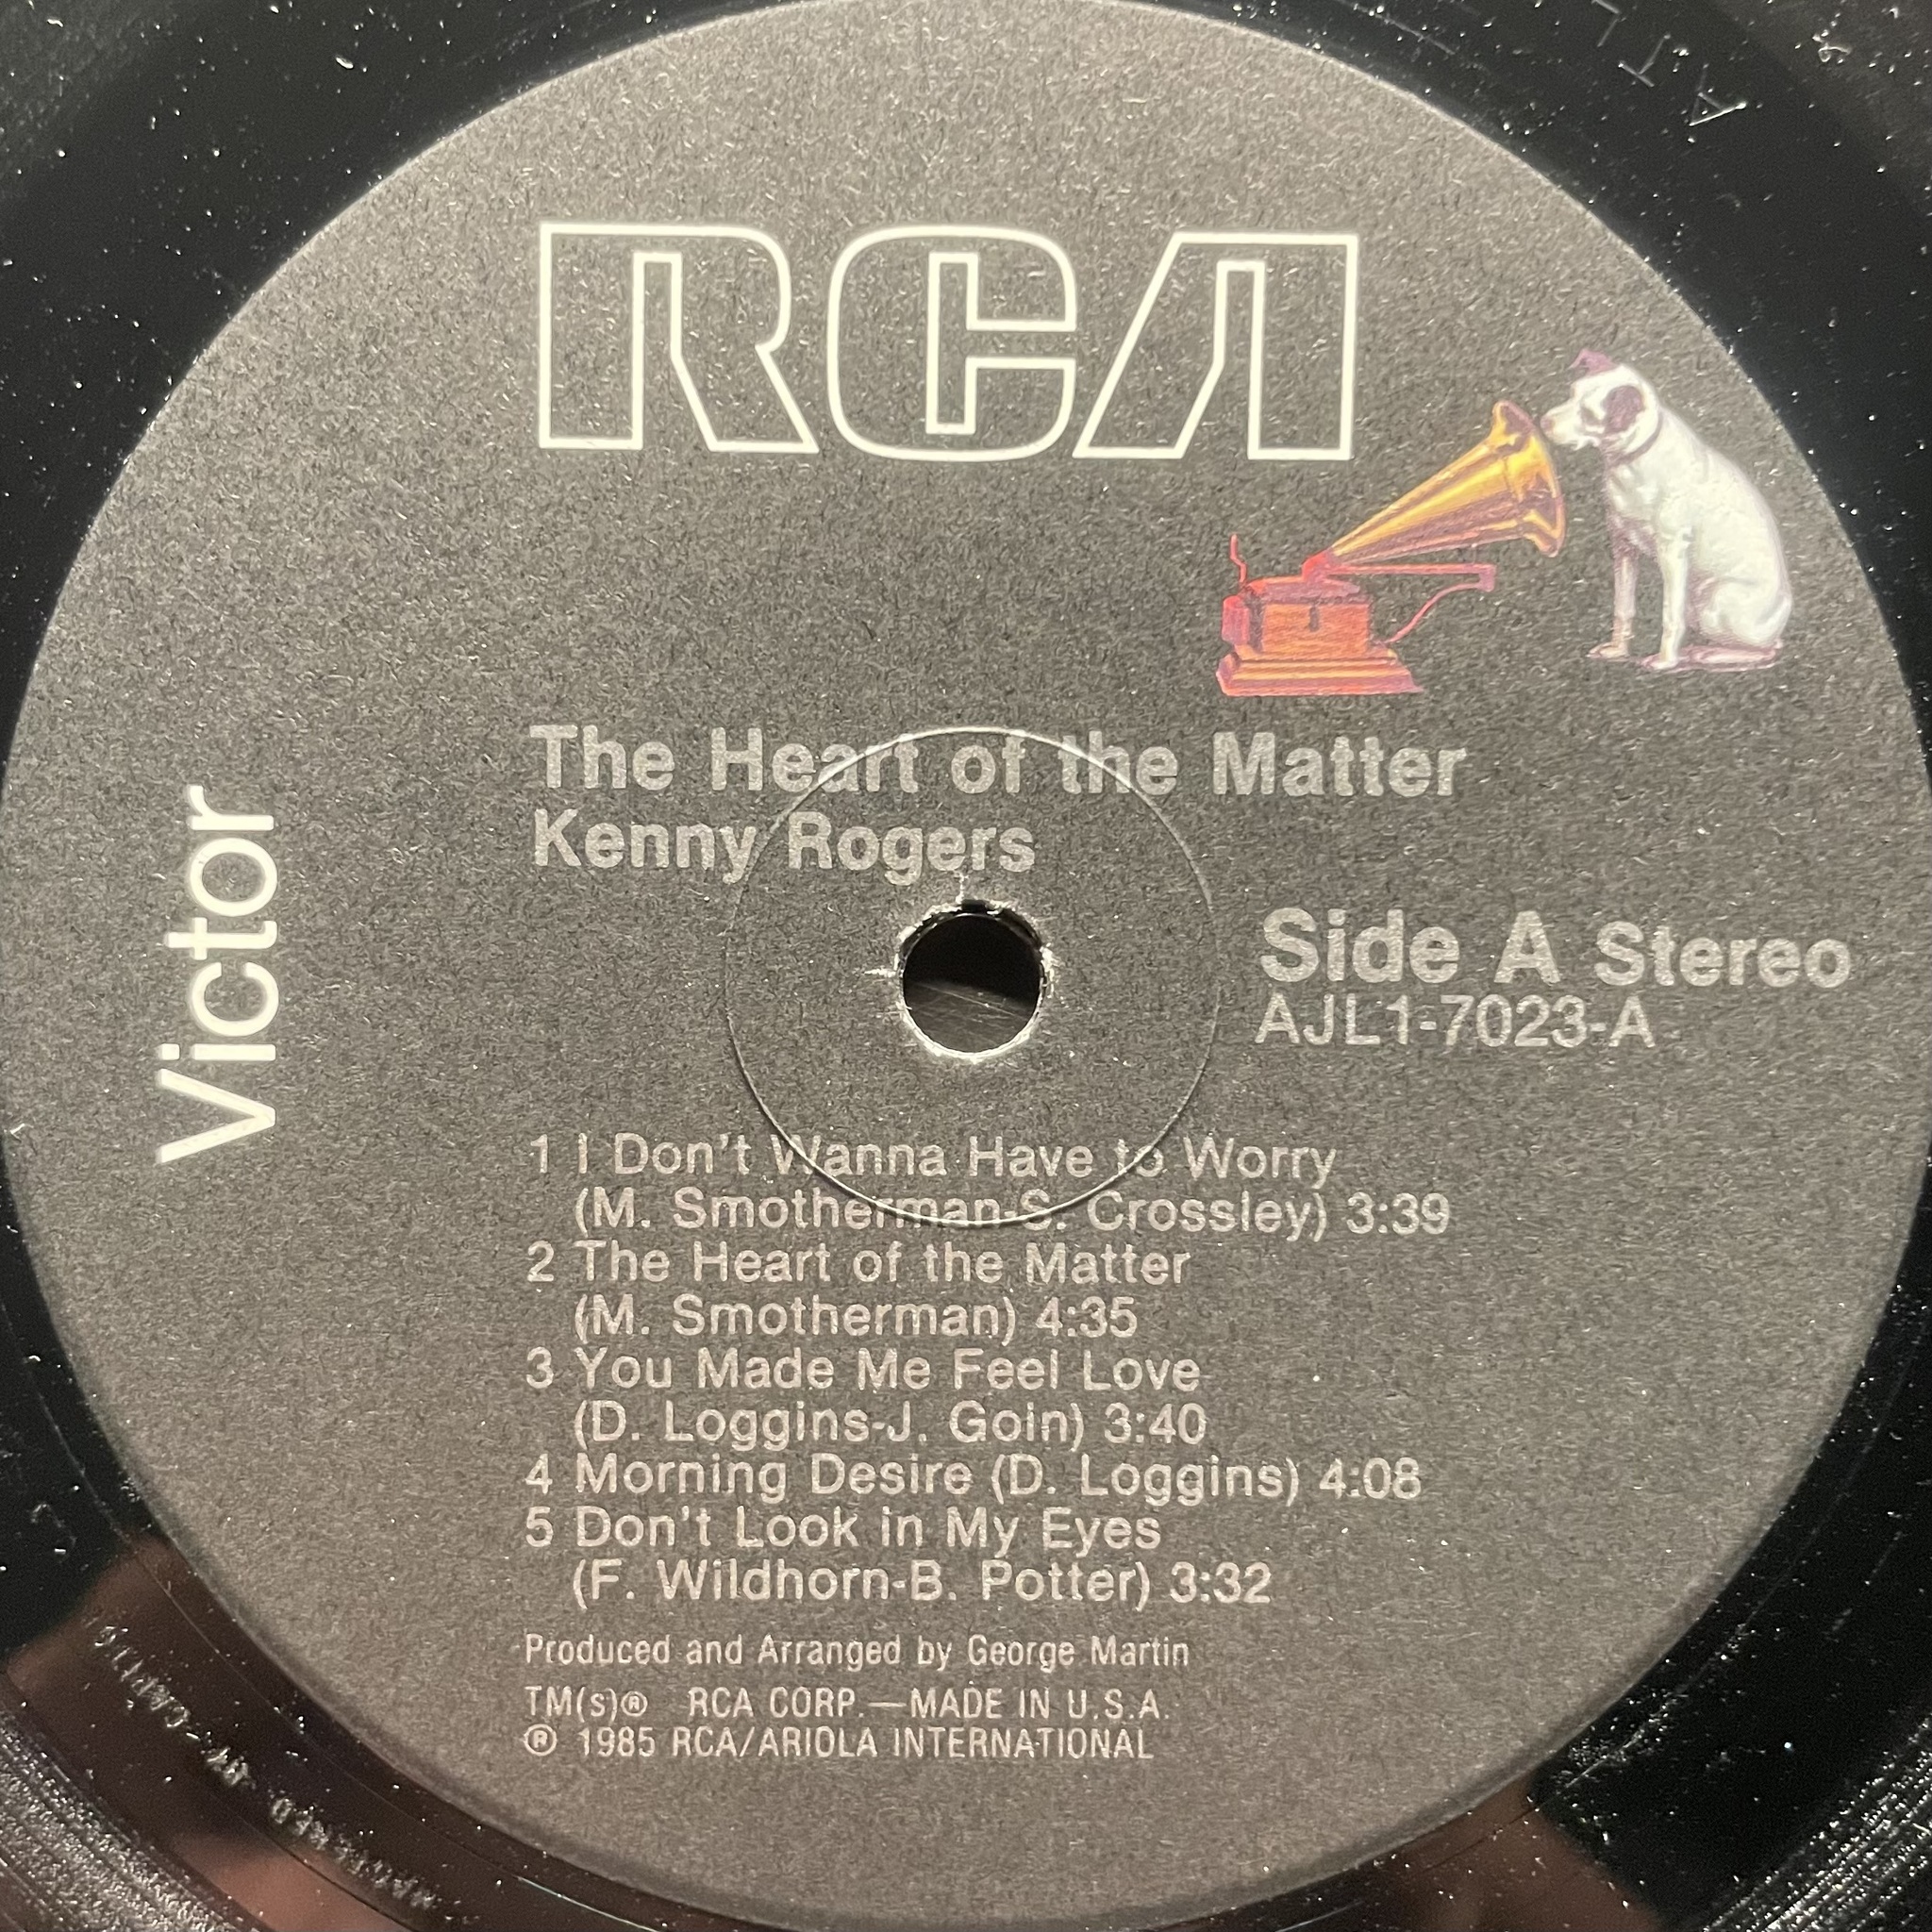 RCA
Victor
The Heart of the Matter
Kenny Rogers
Side A Stereo
AJL1-7023-A
1 I Don't Wanna Have to Worry
(M. Smotherman-S. Crossley) 3:39
2 The Heart of the Matter
(M. Smotherman) 4:35
3 You Made Me Feel Love
(D. Loggins-J. Goin) 3:40
4 Morning Desire (D. Loggins) 4:08
5 Don't Look in My Eyes
(F. Wildhorn-B. Potter) 3:32
Produced and Arranged by George Martin
TM(s)® RCA CORP.—MADE IN U.S.A.
® 1985 RCA/ARIOLA INTERNATIONAL